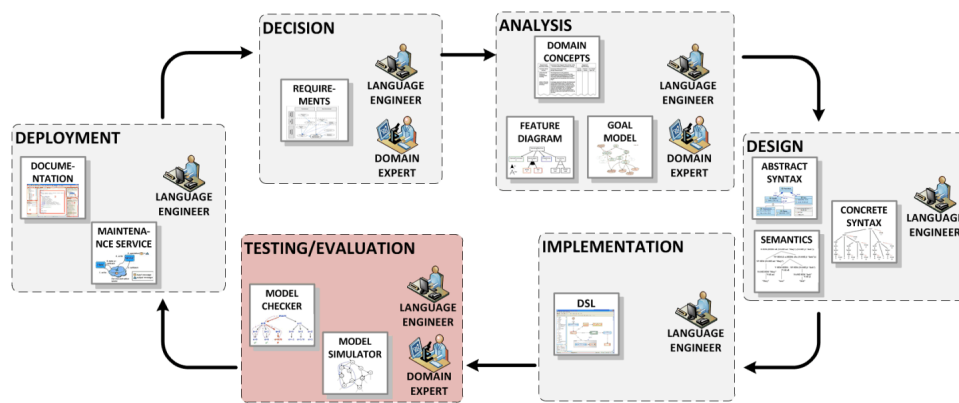 DECISION
REQUIRE-
MENTS
LANGUAGE
ENGINEER
DOMAIN
EXPERT
ANALYSIS
DOMAIN
CONCEPTS
FEATURE
DIAGRAM
GOAL
MODEL
LANGUAGE
ENGINEER
DOMAIN
EXPERT
DESIGN
ABSTRACT
SYNTAX
CONCRETE
SYNTAX
SEMANTICS
LANGUAGE
ENGINEER
IMPLEMENTATION
DSL
LANGUAGE
ENGINEER
TESTING/EVALUATION
MODEL
CHECKER
MODEL
SIMULATOR
LANGUAGE
ENGINEER
DOMAIN
EXPERT
DEPLOYMENT
DOCUME-
NTATION
MAINTENA-
NCE SERVICE
LANGUAGE
ENGINEER